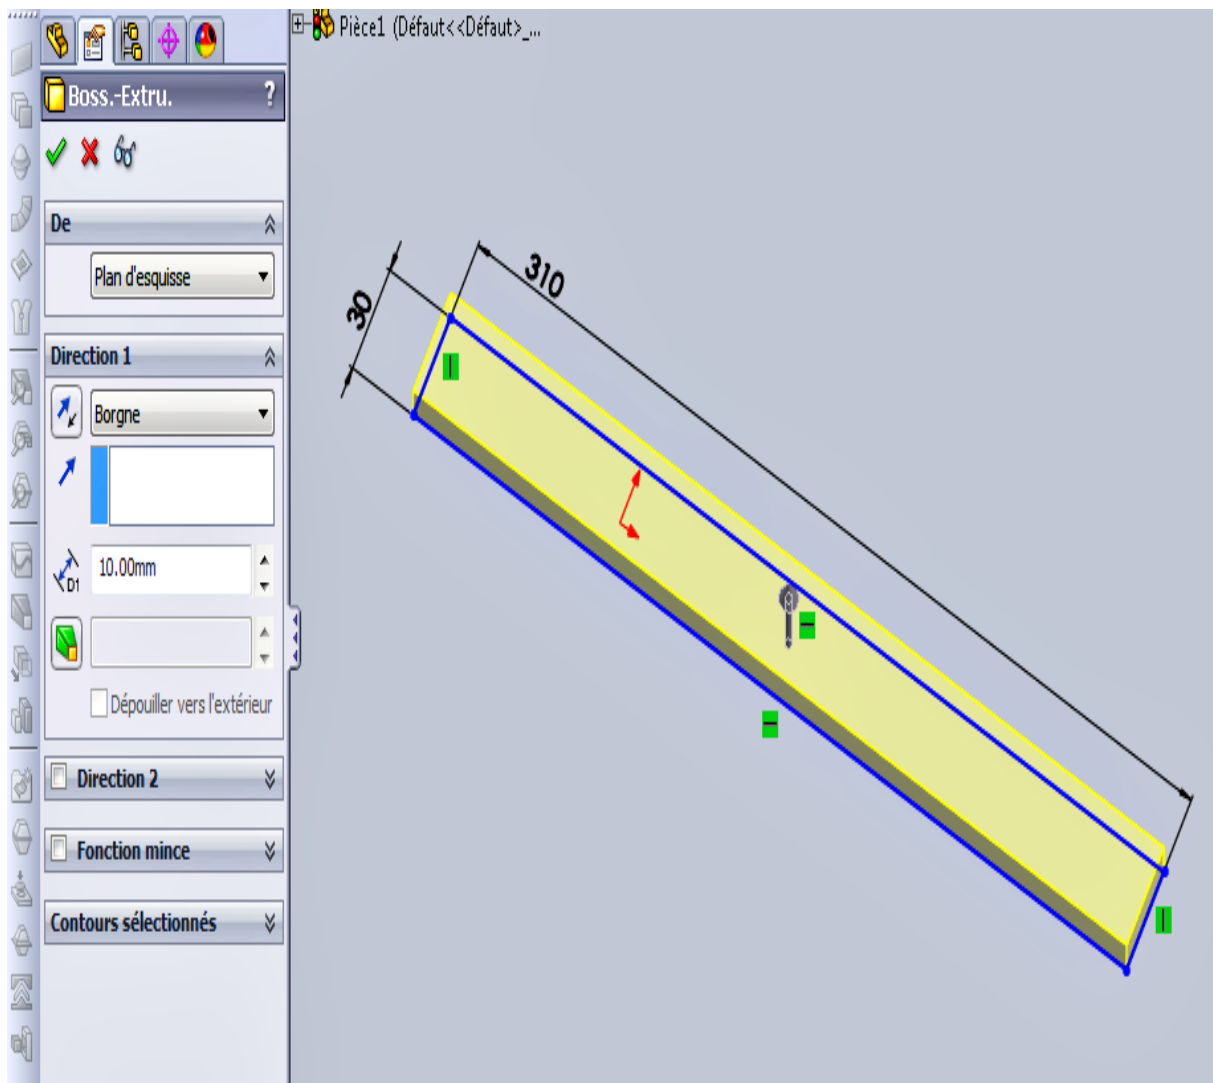 Pièce1 (Défaut<<Défaut>_...
Boss.-Extru.
?
De
Plan d'esquisse
Direction 1
Borgne
D1
10.00mm
Dépouiller vers l'extérieur
Direction 2
Fonction mince
Contours sélectionnés
310
30